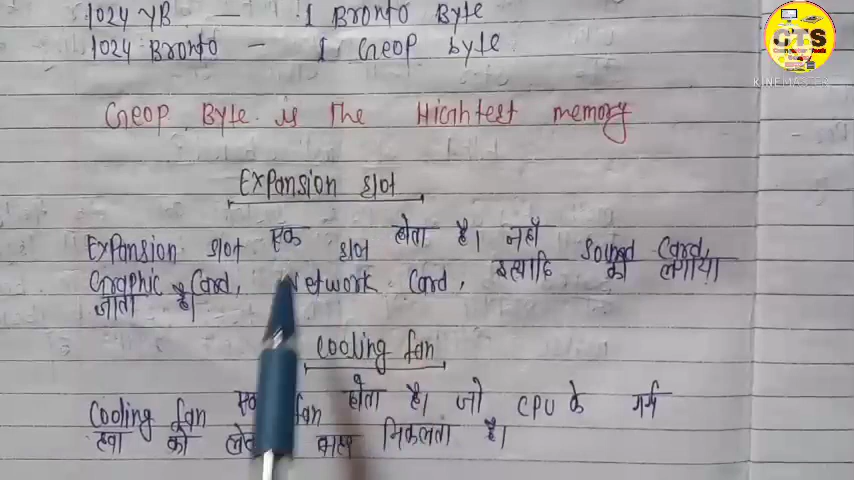 1024 YB — 1 Bronto Byte
1024 Bronto — 1 Geop byte
Geop Byte is The Highest memory
Expansion slot
Expansion slot एक slot होता है। जहाँ Sound Card,
Graphic Card, Network Card, इत्यादि को लगाया
जाता है।
Cooling fan
Cooling fan fan होता है। जो CPU के गर्म
हवा को बाहर निकलता है।
GTS
KINEMASTER